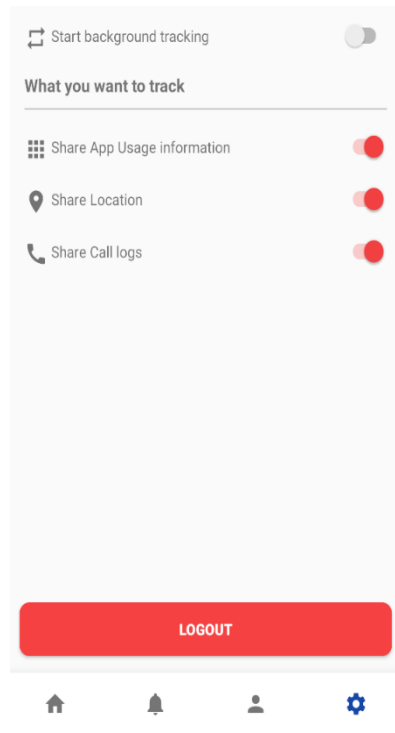 Start background tracking
What you want to track
Share App Usage information
Share Location
Share Call logs
LOGOUT